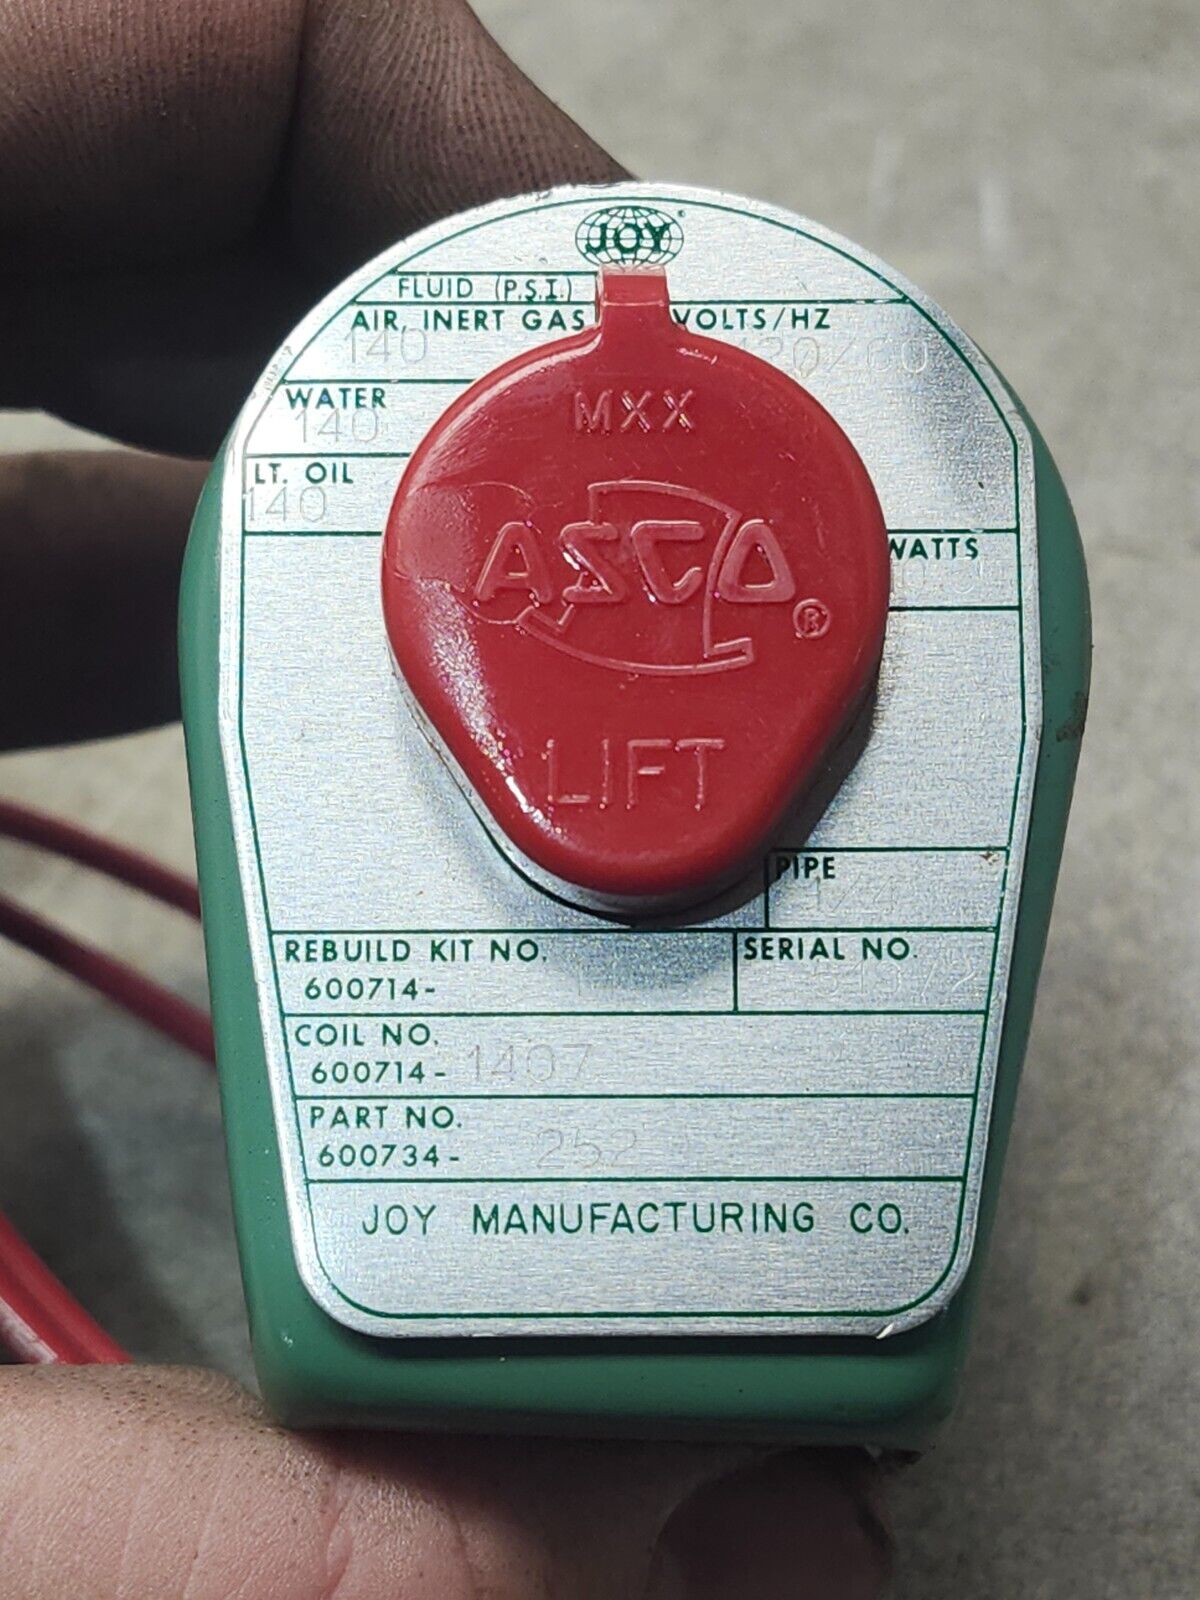 JOY
FLUID (P.S.I.)
AIR, INERT GAS
140
VOLTS/HZ
120/60
WATER
140
LT. OIL
140
WATTS
MXX
ASCO®
LIFT
PIPE
1/4
REBUILD KIT NO.
600714-
SERIAL NO.
COIL NO.
600714- 1407
PART NO.
600734- 252
JOY MANUFACTURING CO.